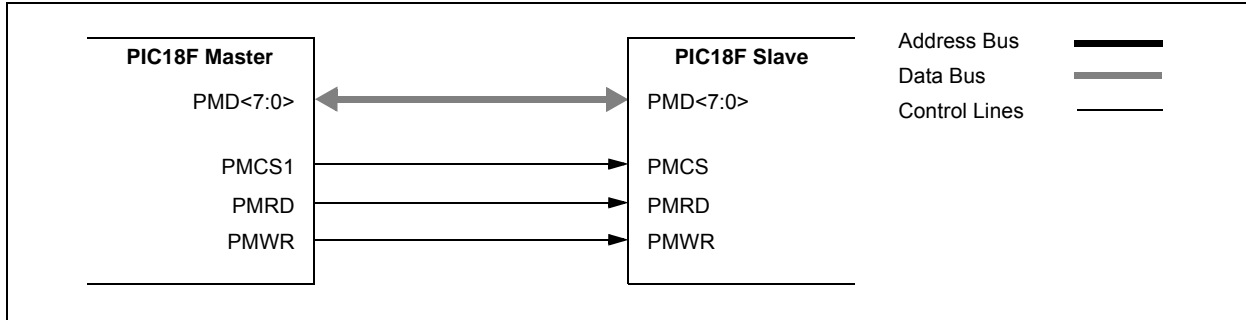 PIC18F Master
PMD<7:0>
PMCS1
PMRD
PMWR
PIC18F Slave
PMD<7:0>
PMCS
PMRD
PMWR
Address Bus
Data Bus
Control Lines